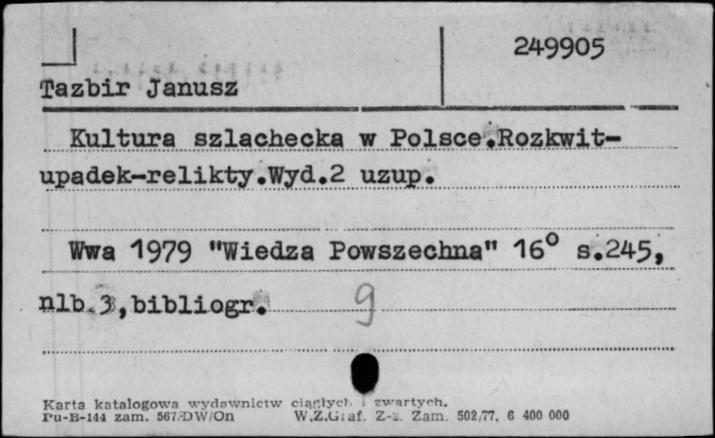 249905
Tazbir Janusz
Kultura szlachecka w Polsce.Rozkwit-
upadek-relikty.Wyd.2 uzup.
Wwa 1979 "Wiedza Powszechna" 16° s.245,
nlb.3,bibliogr.
9
Karta katalogowa wydawnictw ciągłych i zwartych.
Pu-B-144 zam. 567/DW/On W.Z.Graf. Z-z. Zam. 502/77. 6 400 000